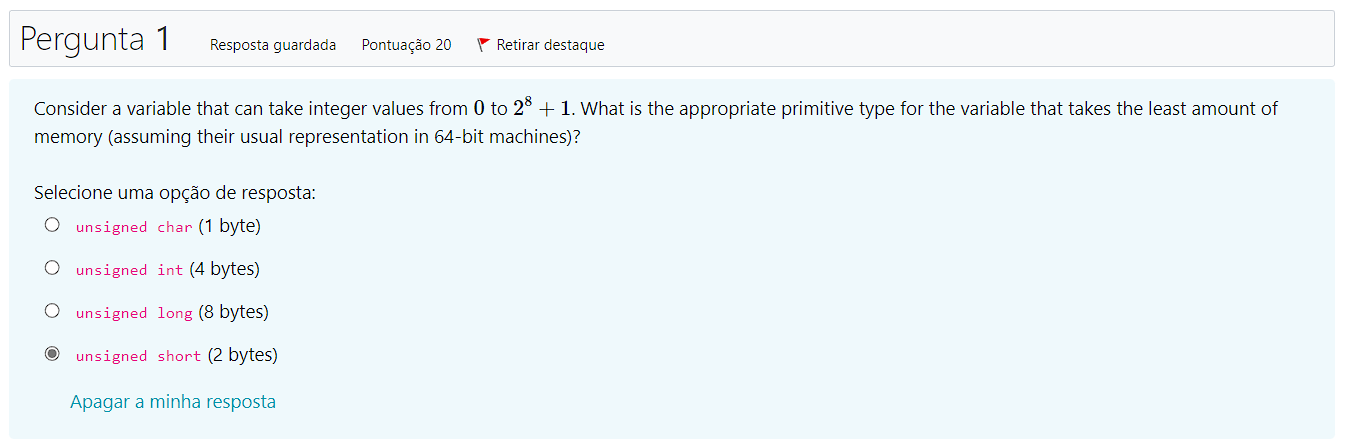 Pergunta 1 Resposta guardada Pontuação 20 Retirar destaque
Consider a variable that can take integer values from 0 to 2⁸ + 1. What is the appropriate primitive type for the variable that takes the least amount of
memory (assuming their usual representation in 64-bit machines)?
Selecione uma opção de resposta:
unsigned char (1 byte)
unsigned int (4 bytes)
unsigned long (8 bytes)
unsigned short (2 bytes)
Apagar a minha resposta